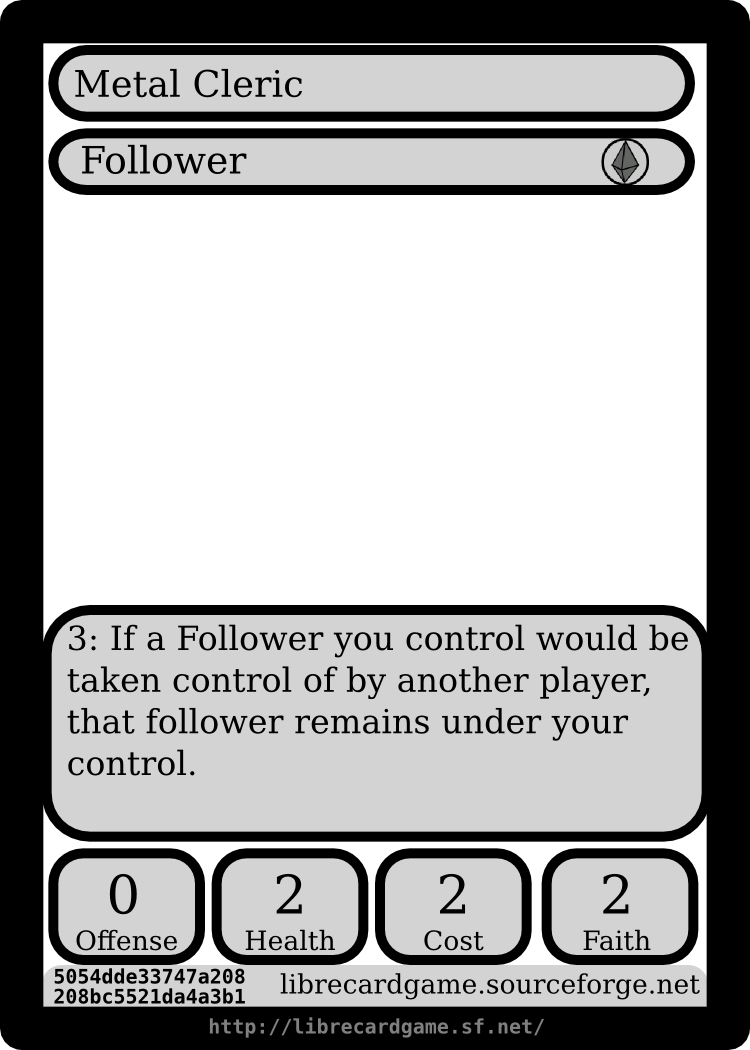 Metal Cleric
Follower
3: If a Follower you control would be
taken control of by another player,
that follower remains under your
control.
0 2 2 2
Offense Health Cost Faith
5054dde33747a208
208bc5521da4a3b1
librecardgame.sourceforge.net
http://librecardgame.sf.net/